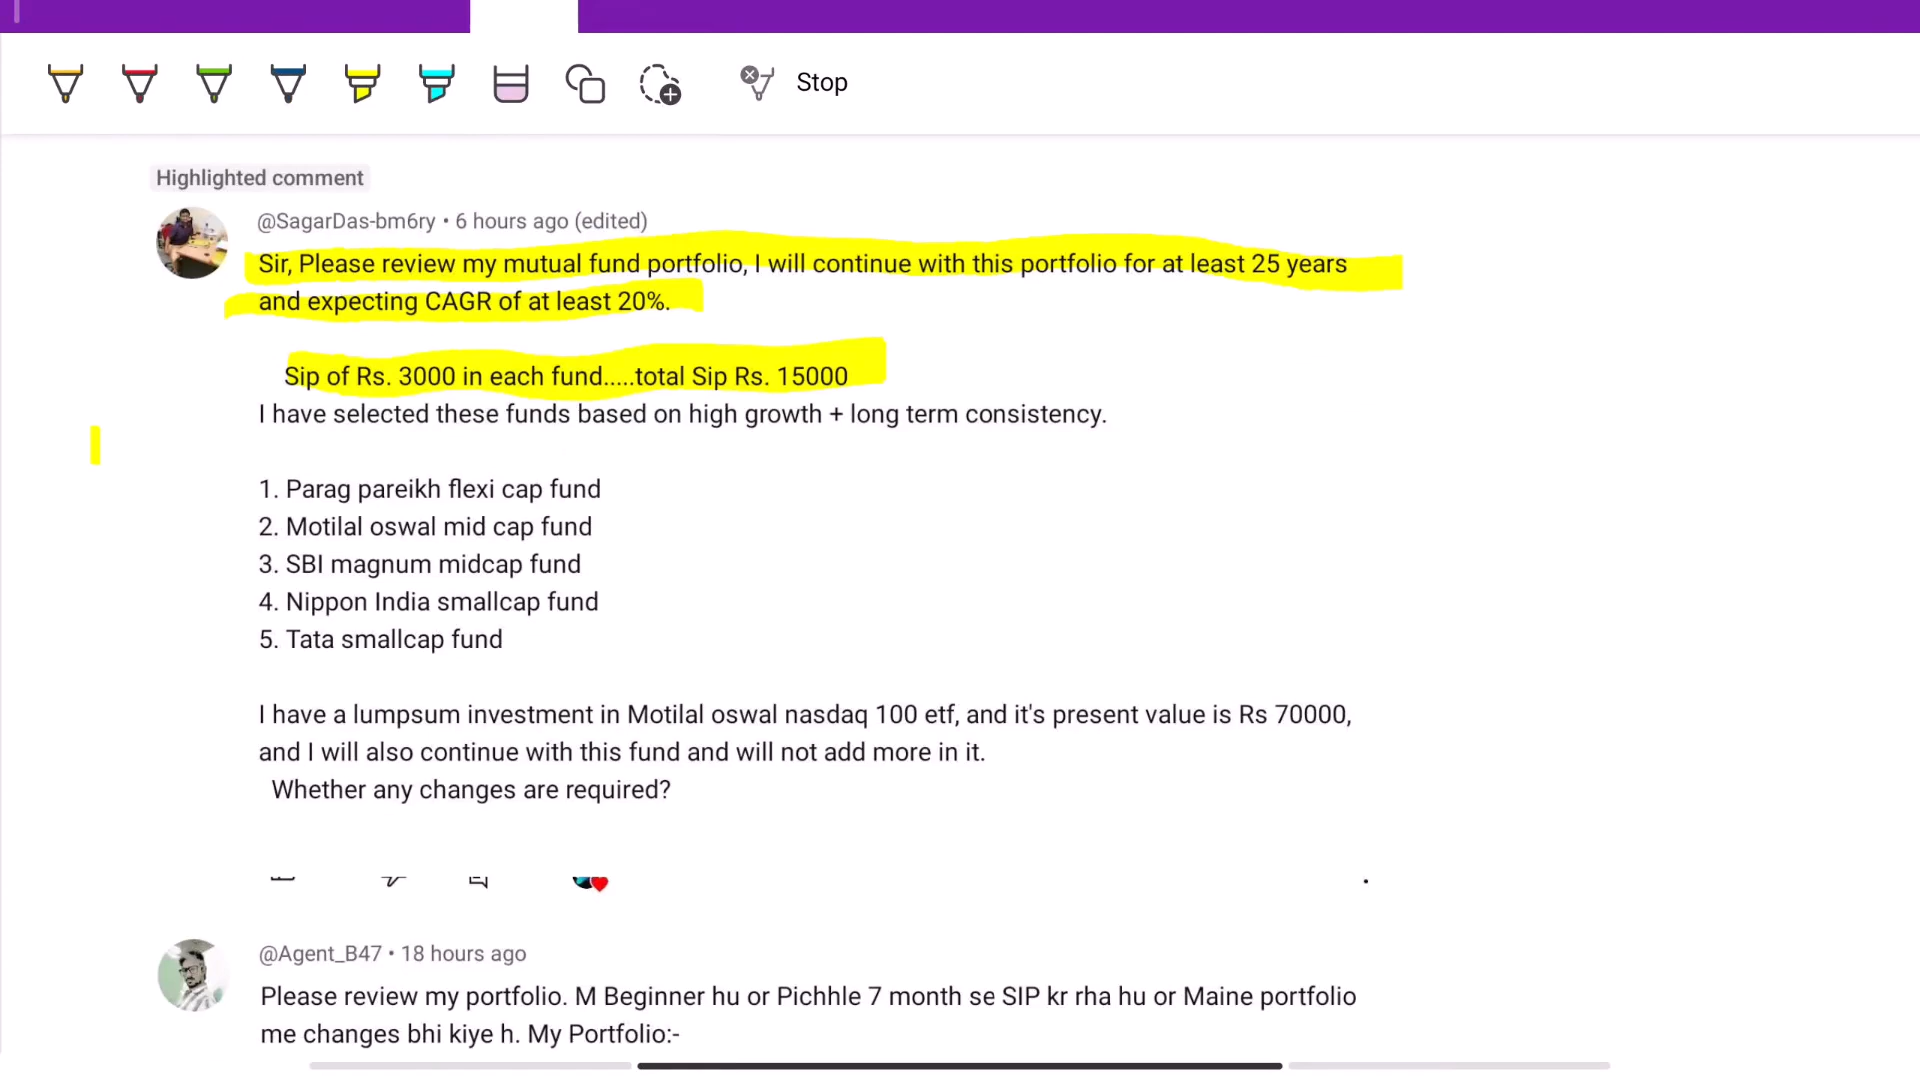 Stop
Highlighted comment
@SagarDas-bm6ry • 6 hours ago (edited)
Sir, Please review my mutual fund portfolio, I will continue with this portfolio for at least 25 years
and expecting CAGR of at least 20%.
Sip of Rs. 3000 in each fund.....total Sip Rs. 15000
I have selected these funds based on high growth + long term consistency.
1. Parag pareikh flexi cap fund
2. Motilal oswal mid cap fund
3. SBI magnum midcap fund
4. Nippon India smallcap fund
5. Tata smallcap fund
I have a lumpsum investment in Motilal oswal nasdaq 100 etf, and it's present value is Rs 70000,
and I will also continue with this fund and will not add more in it.
Whether any changes are required?
@Agent_B47 • 18 hours ago
Please review my portfolio. M Beginner hu or Pichhle 7 month se SIP kr rha hu or Maine portfolio
me changes bhi kiye h. My Portfolio:-